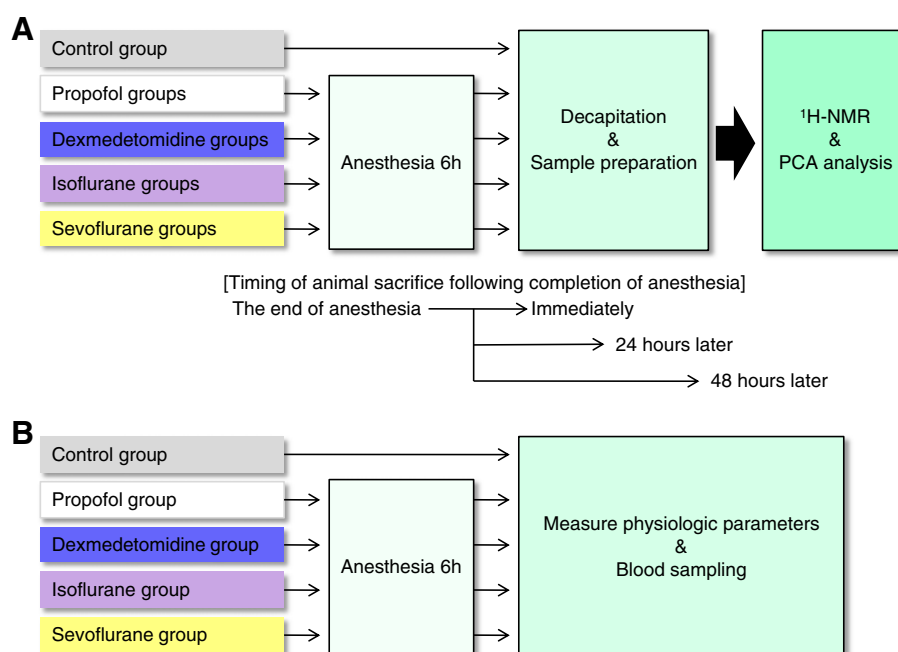 A
Control group
Propofol groups
Dexmedetomidine groups
Isoflurane groups
Sevoflurane groups
Anesthesia 6h
Decapitation
&
Sample preparation
¹H-NMR
&
PCA analysis
[Timing of animal sacrifice following completion of anesthesia]
The end of anesthesia
Immediately
24 hours later
48 hours later
B
Control group
Propofol group
Dexmedetomidine group
Isoflurane group
Sevoflurane group
Anesthesia 6h
Measure physiologic parameters
&
Blood sampling